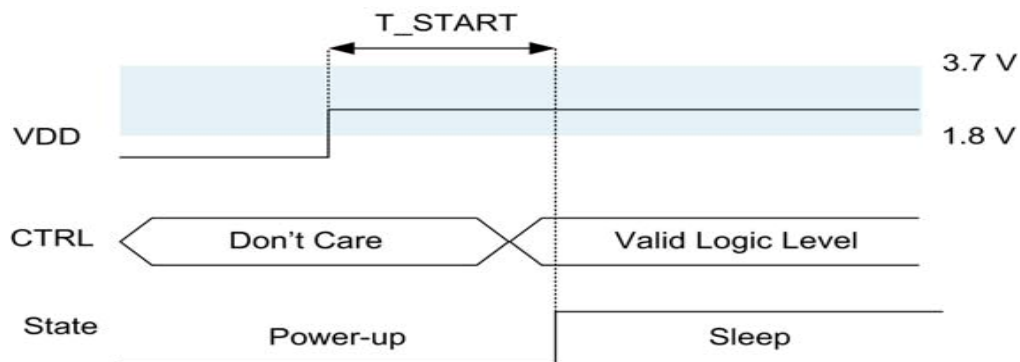 T_START
3.7 V
VDD
1.8 V
CTRL
Don't Care
Valid Logic Level
State
Power-up
Sleep